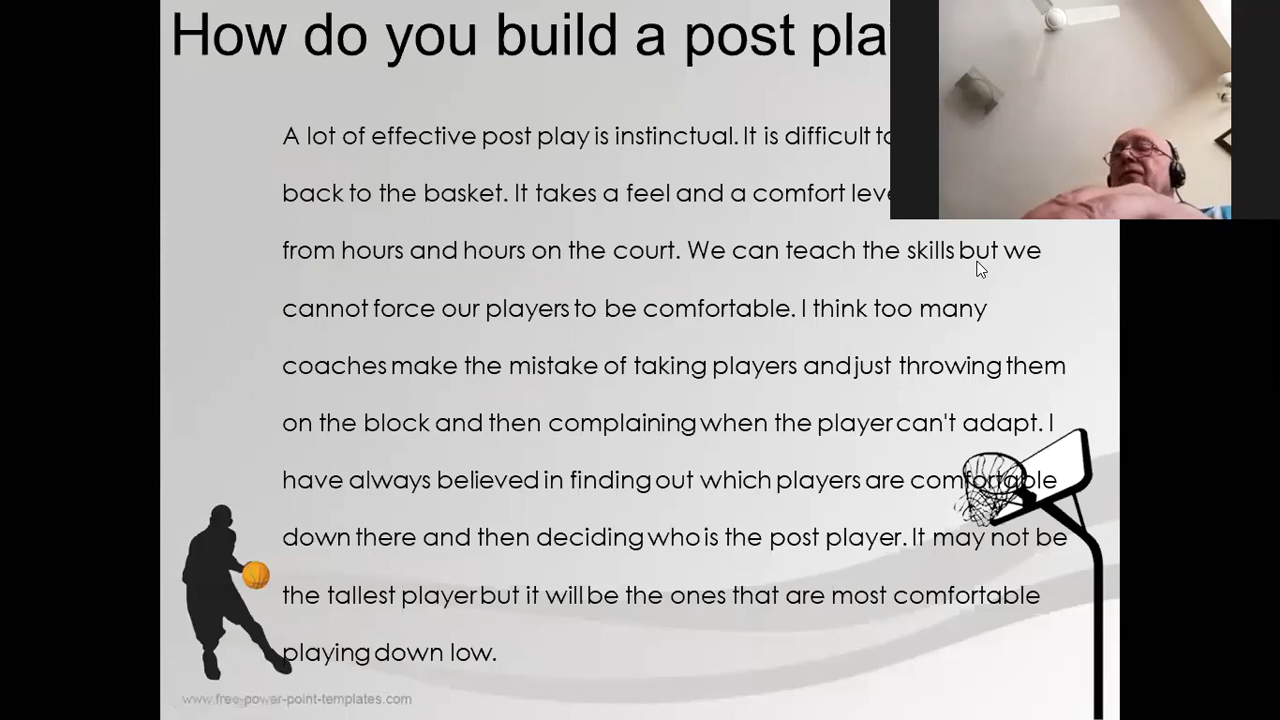 How do you build a post
A lot of effective post play is instinctual. It is difficult
back to the basket. It takes a feel and a comfort
from hours and hours on the court. We can teach the skills but we
cannot force our players to be comfortable. I think too many
coaches make the mistake of taking players and just throwing them
on the block and then complaining when the player can't adapt. I
have always believed in finding out which players are comfortable
down there and then deciding who is the post player. It may not be
the tallest player but it will be the ones that are most comfortable
playing down low.
www.free-power-point-templates.com